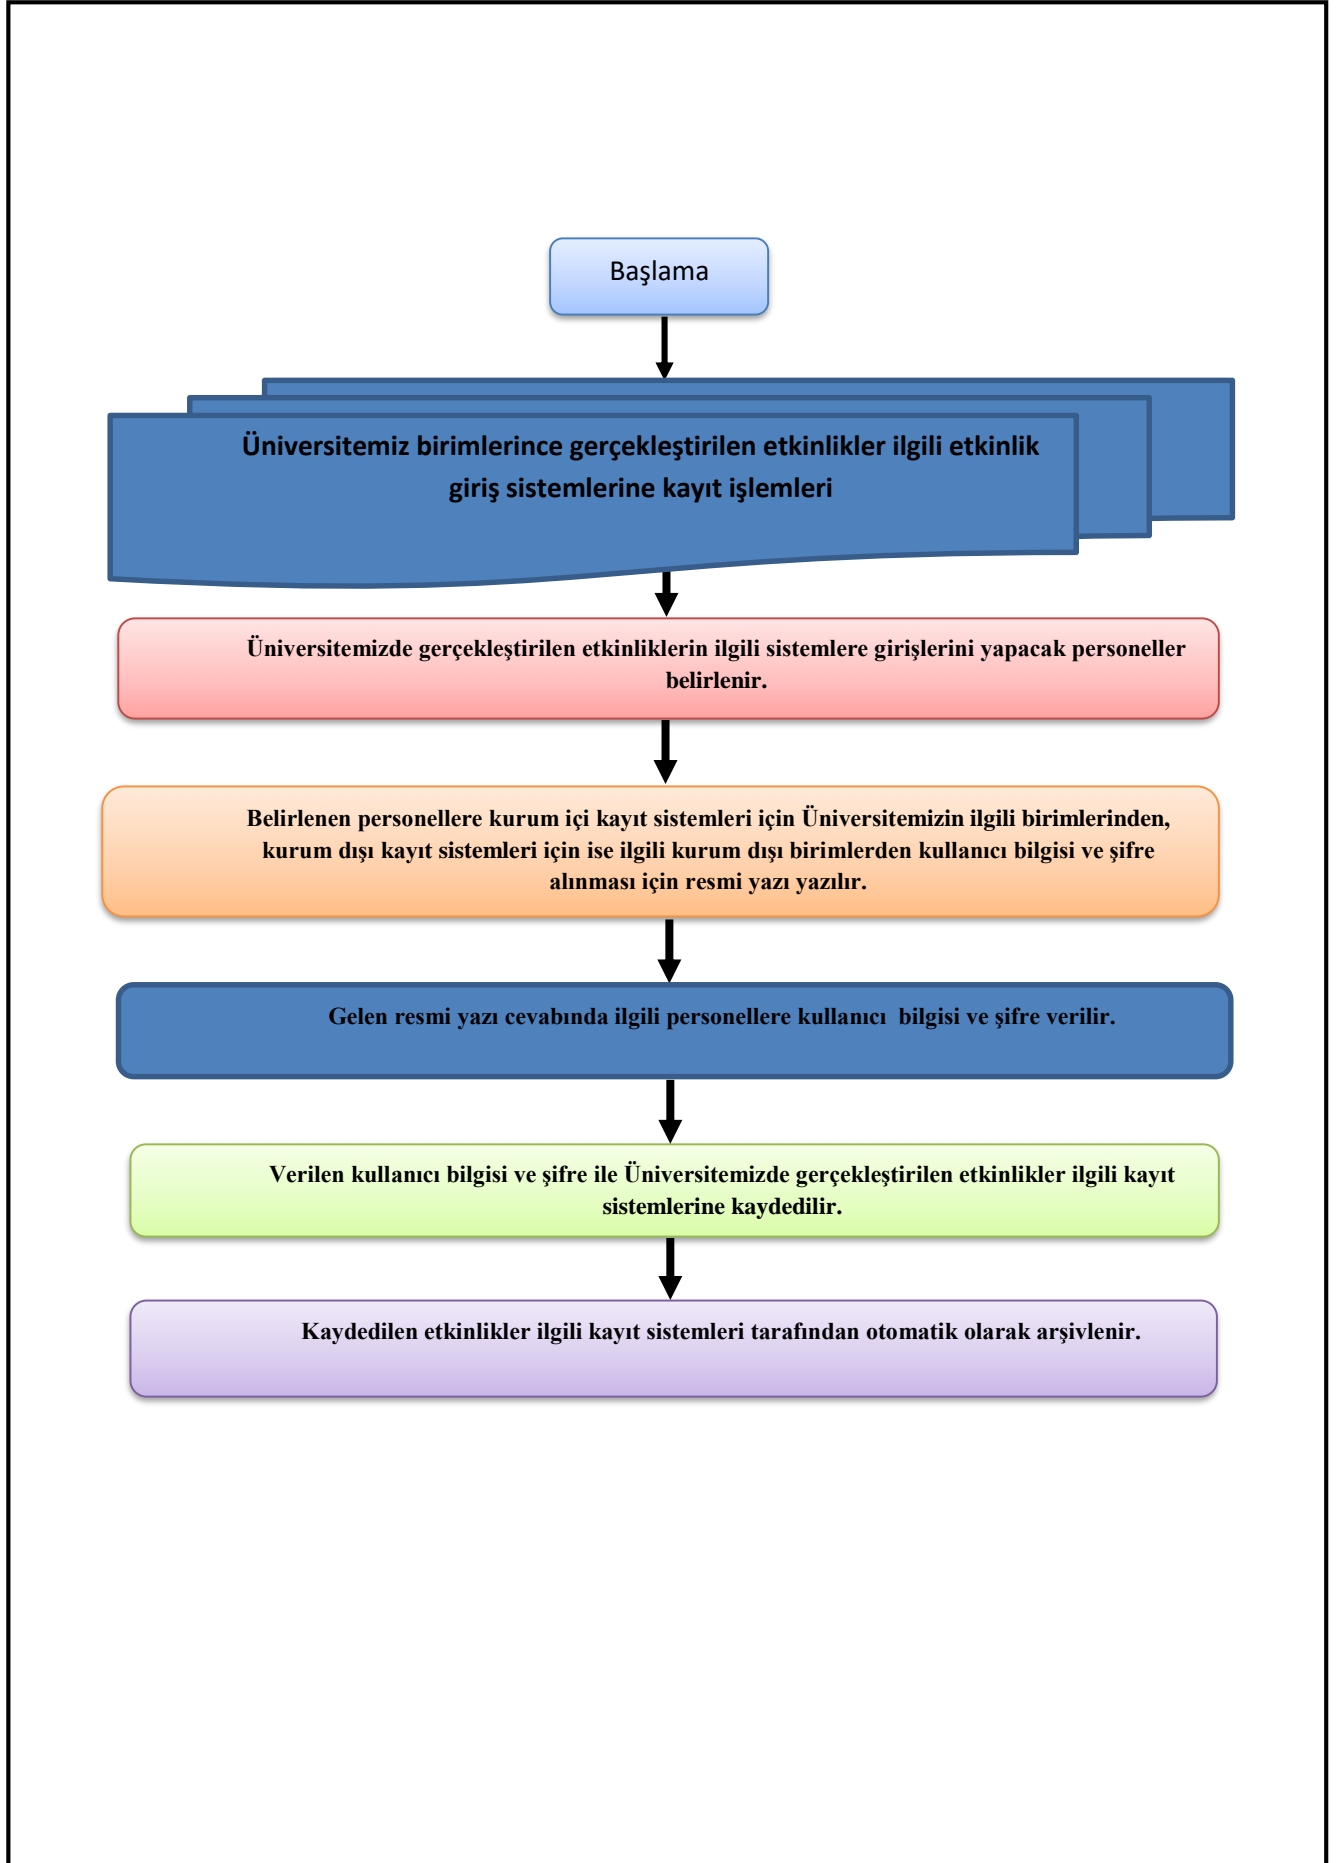 Başlama
Üniversitemiz birimlerince gerçekleştirilen etkinlikler ilgili etkinlik
giriş sistemlerine kayıt işlemleri
Üniversitemizde gerçekleştirilen etkinliklerin ilgili sistemlere girişlerini yapacak personeller
belirlenir.
Belirlenen personellere kurum içi kayıt sistemleri için Üniversitemizin ilgili birimlerinden,
kurum dışı kayıt sistemleri için ise ilgili kurum dışı birimlerden kullanıcı bilgisi ve şifre
alınması için resmi yazı yazılır.
Gelen resmi yazı cevabında ilgili personellere kullanıcı  bilgisi ve şifre verilir.
Verilen kullanıcı bilgisi ve şifre ile Üniversitemizde gerçekleştirilen etkinlikler ilgili kayıt
sistemlerine kaydedilir.
Kaydedilen etkinlikler ilgili kayıt sistemleri tarafından otomatik olarak arşivlenir.